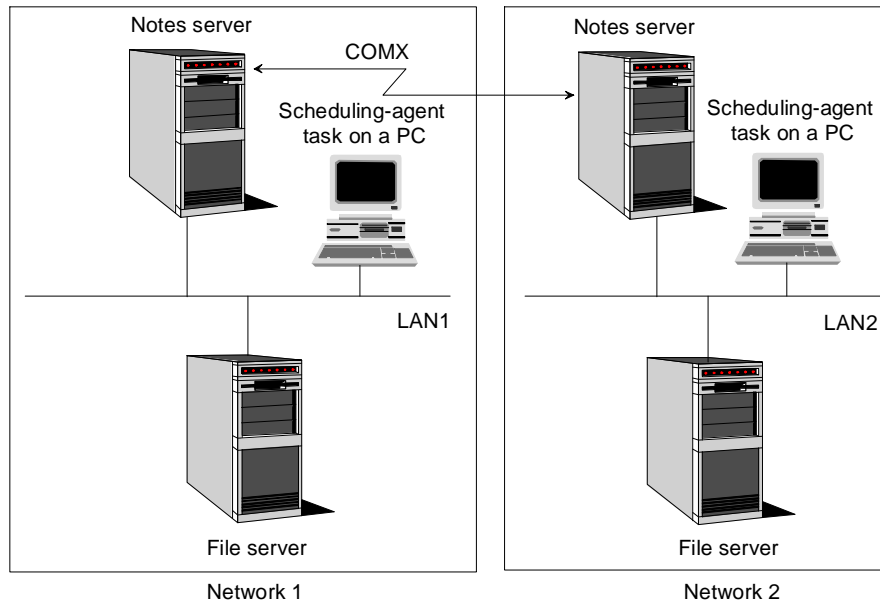 Notes server
COMX
Scheduling-agent
task on a PC
LAN1
File server
Network 1
Notes server
Scheduling-agent
task on a PC
LAN2
File server
Network 2